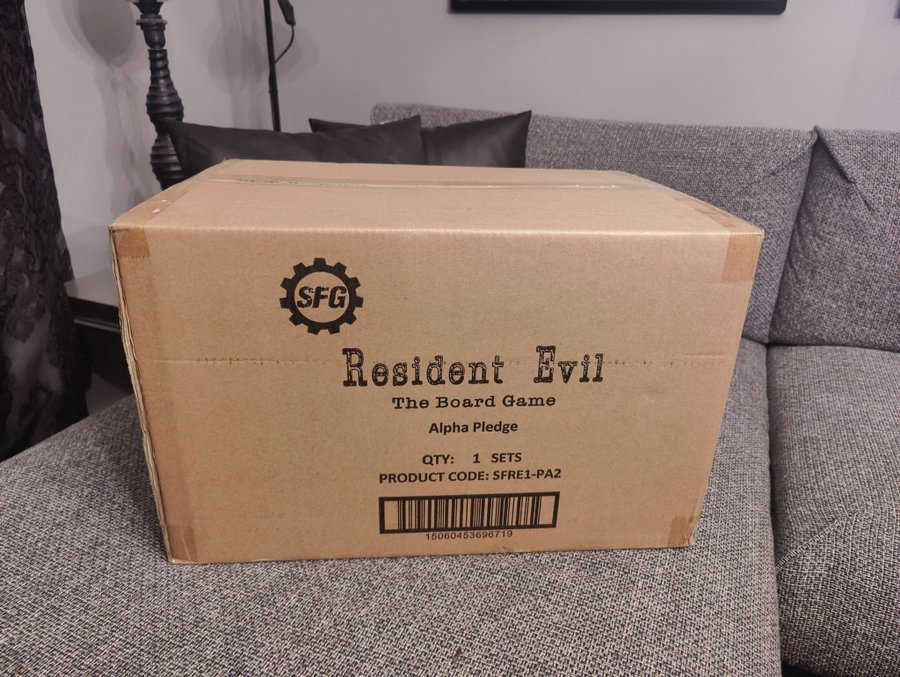 SFG
Resident Evil
The Board Game
Alpha Pledge
QTY: 1 SETS
PRODUCT CODE: SFRE1-PA2
15060453696719